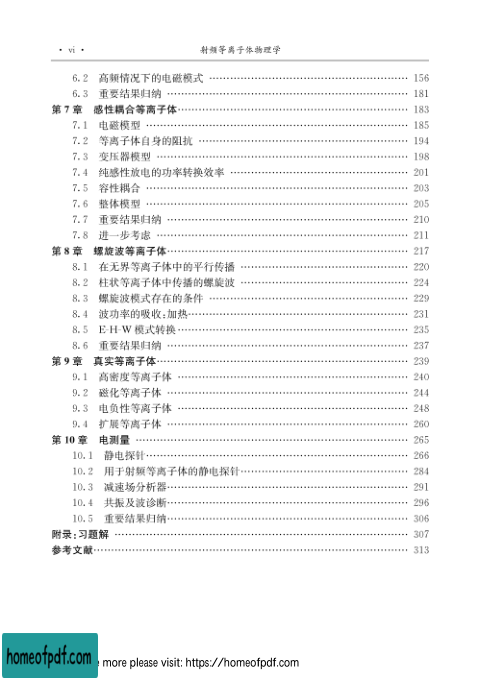 · vi · 射频等离子体物理学
6.2 高频情况下的电磁模式 …………………………………………………… 156
6.3 重要结果归纳 ……………………………………………………………… 181
第7章 感性耦合等离子体………………………………………………………… 183
7.1 电磁模型 …………………………………………………………………… 185
7.2 等离子体自身的阻抗 ……………………………………………………… 194
7.3 变压器模型 ………………………………………………………………… 198
7.4 纯感性放电的功率转换效率 ……………………………………………… 201
7.5 容性耦合 …………………………………………………………………… 203
7.6 整体模型 …………………………………………………………………… 205
7.7 重要结果归纳 ……………………………………………………………… 210
7.8 进一步考虑 ………………………………………………………………… 211
第8章 螺旋波等离子体…………………………………………………………… 217
8.1 在无界等离子体中的平行传播 …………………………………………… 220
8.2 柱状等离子体中传播的螺旋波 …………………………………………… 224
8.3 螺旋波模式存在的条件 …………………………………………………… 229
8.4 波功率的吸收:加热………………………………………………………… 231
8.5 E-H-W 模式转换…………………………………………………………… 235
8.6 重要结果归纳 ……………………………………………………………… 237
第9章 真实等离子体……………………………………………………………… 239
9.1 高密度等离子体 …………………………………………………………… 240
9.2 磁化等离子体 ……………………………………………………………… 244
9.3 电负性等离子体 …………………………………………………………… 248
9.4 扩展等离子体 ……………………………………………………………… 260
第10章 电测量 …………………………………………………………………… 265
10.1 静电探针…………………………………………………………………… 266
10.2 用于射频等离子体的静电探针…………………………………………… 284
10.3 减速场分析器……………………………………………………………… 291
10.4 共振及波诊断……………………………………………………………… 296
10.5 重要结果归纳……………………………………………………………… 306
附录:习题解 ……………………………………………………………………… 307
参考文献…………………………………………………………………………… 313
homeofpdf.com more please visit: https://homeofpdf.com